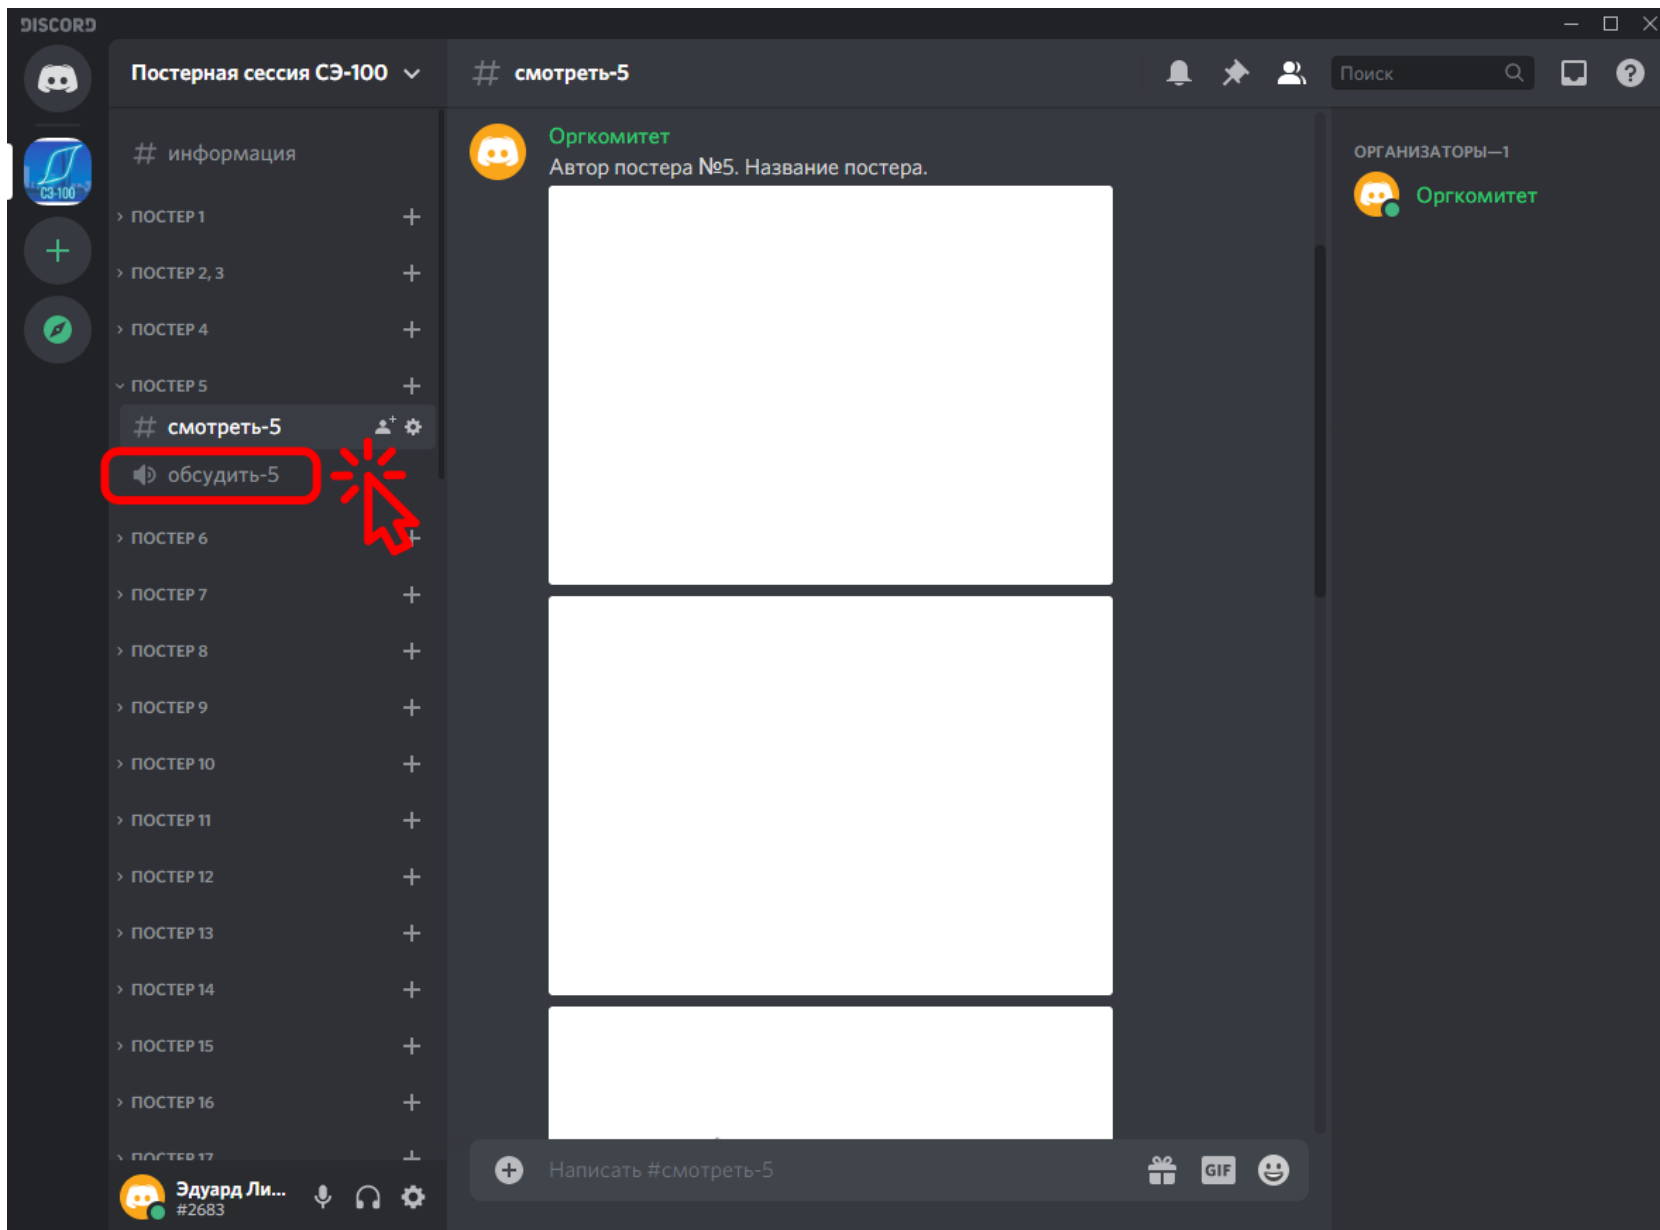 DISCORD
Постерная сессия СЭ-100
смотреть-5
Поиск
СЭ-100
информация
ПОСТЕР 1
ПОСТЕР 2, 3
ПОСТЕР 4
ПОСТЕР 5
смотреть-5
обсудить-5
ПОСТЕР 6
ПОСТЕР 7
ПОСТЕР 8
ПОСТЕР 9
ПОСТЕР 10
ПОСТЕР 11
ПОСТЕР 12
ПОСТЕР 13
ПОСТЕР 14
ПОСТЕР 15
ПОСТЕР 16
ПОСТЕР 17
Эдуард Ли...
#2683
Оргкомитет
Автор постера №5. Название постера.
Написать #смотреть-5
GIF
ОРГАНИЗАТОРЫ—1
Оргкомитет